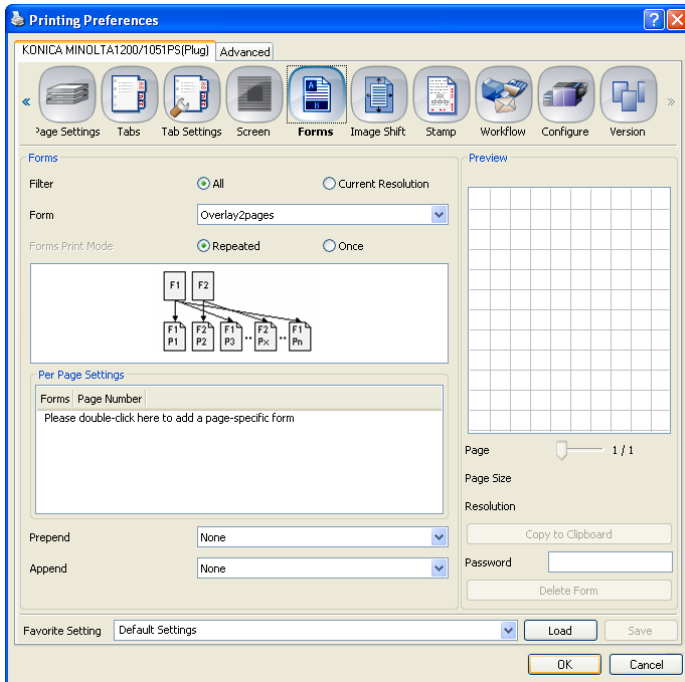 Printing Preferences
KONICA MINOLTA1200/1051PS(Plug) Advanced
Page Settings Tabs Tab Settings Screen Forms Image Shift Stamp Workflow Configure Version
Forms
Filter All Current Resolution
Form Overlay2pages
Forms Print Mode Repeated Once
F1 F2
F1 F2 F1 F2 F1
P1 P2 P3 .. Px .. Pn
Per Page Settings
Forms Page Number
Please double-click here to add a page-specific form
Prepend None
Append None
Preview
Page 1 / 1
Page Size
Resolution
Copy to Clipboard
Password
Delete Form
Favorite Setting Default Settings Load Save
OK Cancel